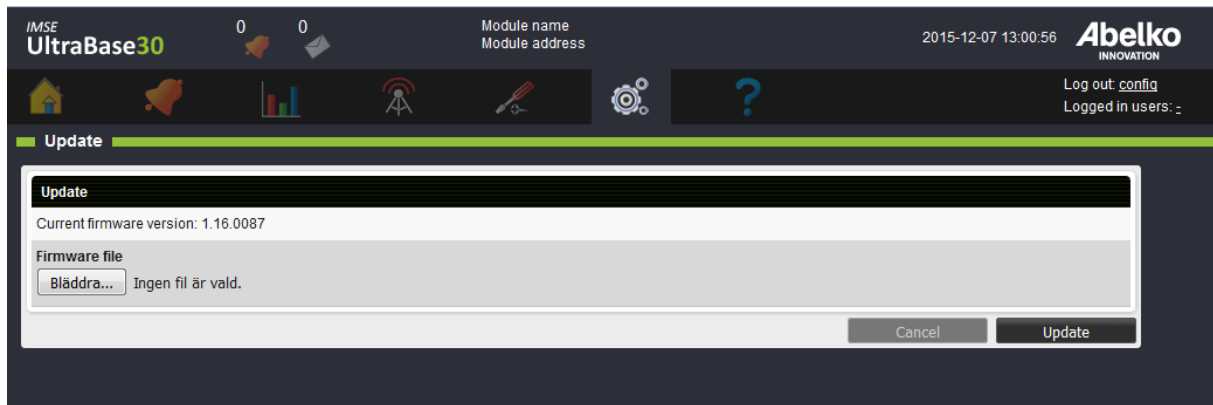 IMSE
UltraBase30
0
0
Module name
Module address
2015-12-07 13:00:56
Abelko
INNOVATION
Log out: config
Logged in users: -
Update
Update
Current firmware version: 1.16.0087
Firmware file
Bläddra... Ingen fil är vald.
Cancel
Update